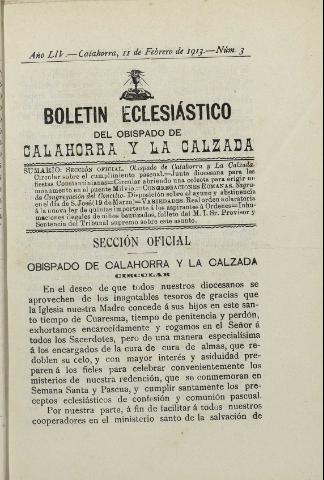 Año LIV.—Calahorra, 11 de Febrero de 1913.—Núm. 3
BOLETIN ECLESIÁSTICO
DEL OBISPADO DE
CALAHORRA Y LA CALZADA
SUMARIO: SECCIÓN OFICIAL. Obispado de Calahorra y La Calzada.
Circular sobre el cumplimiento pascual.—Junta diocesana para las
fiestas Constantinianas—Circular abriendo una colecta para erigir un
monumento en el puente Milvio.—CONGREGACIONES ROMANAS. Sagra-
da Congregación del Concilio. Disposición sobre el ayuno y abstinencia
en el día de S. José (19 de Marzo)—VARIEDADES. Real orden aclaratoria
á la nueva ley de quintas importante á los aspirantes á Ordenes—Inhu-
maciones ilegales de niños bautizados, folleto del M. I. Sr. Provisor y
Sentencia del Tribunal supremo sobre este asunto.
SECCIÓN OFICIAL
OBISPADO DE CALAHORRA Y LA CALZADA
CIRCULAR
En el deseo de que todos nuestros diocesanos se
aprovechen de los inagotables tesoros de gracias que
la Iglesia nuestra Madre concede á sus hijos en este san-
to tiempo de Cuaresma, tiempo de penitencia y perdón,
exhortamos encarecidamente y rogamos en el Señor á
todos los Sacerdotes, pero de una manera especialísima
á los encargados de la cura de cura de almas, que re-
doblen su celo, y con mayor interés y asiduidad prepa-
ren á los fieles para celebrar convenientemente los
misterios de nuestra redención, que se conmemoran en
Semana Santa y Pascua, y cumplir santamente los pre-
ceptos eclesiásticos de confesión y comunión pascual.
Por nuestra parte, á fin de facilitar á todos nuestros
cooperadores en el ministerio santo de la salvación de